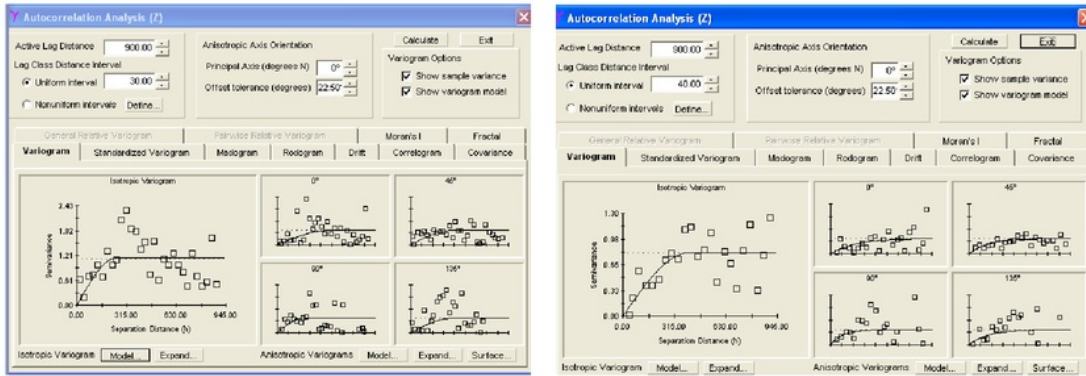 Autocorrelation Analysis (Z)
Active Lag Distance 900.00
Lag Class Distance Interval
Uniform interval 30.00
Nonuniform intervals Define...
Anisotropic Axis Orientation
Principal Axis (degrees N) 0°
Offset tolerance (degrees) 22.50
Calculate Exit
Variogram Options
Show sample variance
Show variogram model
General Relative Variogram Pairwise Relative Variogram Moran's I Fractal
Variogram Standardized Variogram Madogram Rodogram Drift Correlogram Covariance
Isotropic Variogram
Semivariance
2.43
1.82
1.21
0.61
0.00
0.00 315.00 630.00 945.00
Separation Distance (h)
0°
45°
90°
135°
Isotropic Variogram Model... Expand...
Anisotropic Variograms Model... Expand... Surface...
Autocorrelation Analysis (Z)
Active Lag Distance 900.00
Lag Class Distance Interval
Uniform interval 40.00
Nonuniform intervals Define...
Anisotropic Axis Orientation
Principal Axis (degrees N) 0°
Offset tolerance (degrees) 22.50
Calculate Exit
Variogram Options
Show sample variance
Show variogram model
General Relative Variogram Pairwise Relative Variogram Moran's I Fractal
Variogram Standardized Variogram Madogram Rodogram Drift Correlogram Covariance
Isotropic Variogram
Semivariance
1.30
0.98
0.65
0.33
0.00
0.00 315.00 630.00 945.00
Separation Distance (h)
0°
45°
90°
135°
Isotropic Variogram Model... Expand...
Anisotropic Variograms Model... Expand... Surface...